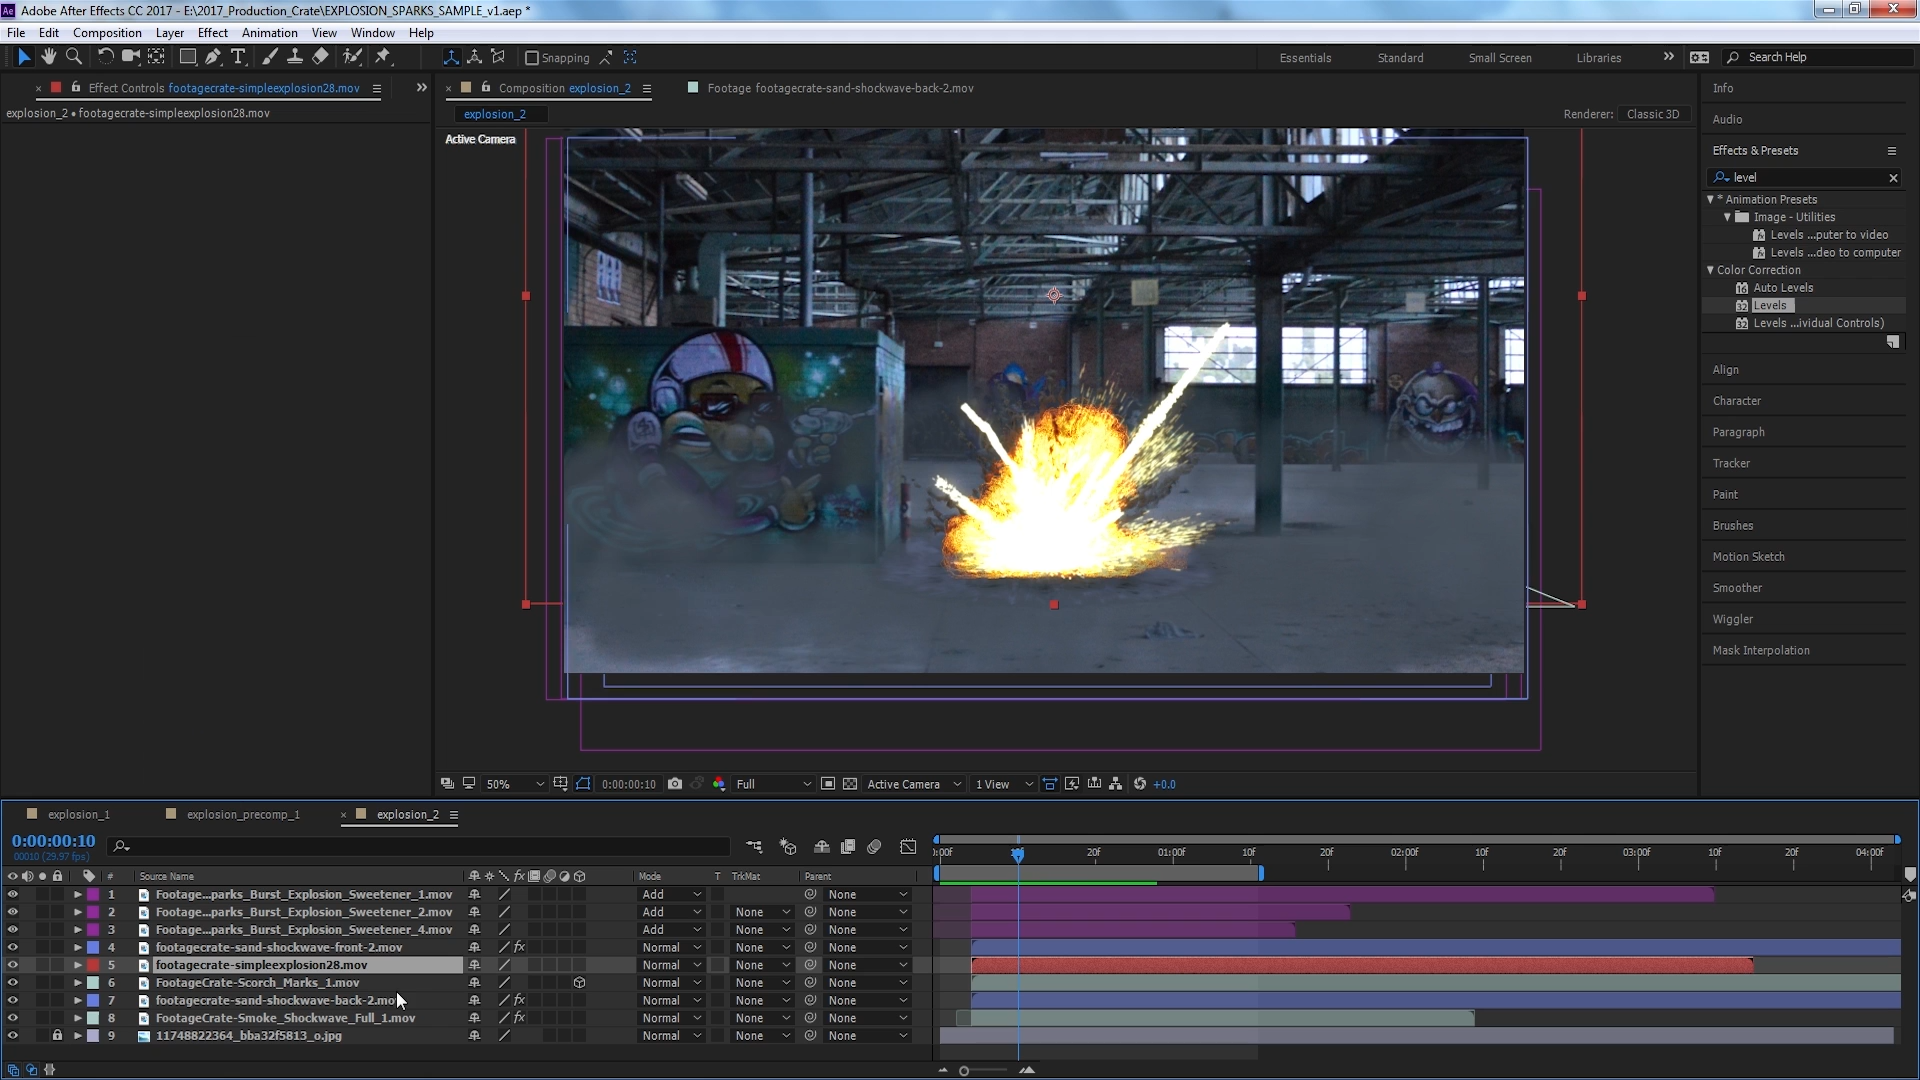 Adobe After Effects CC 2017 - E:\2017_Production_Crate\EXPLOSION_SPARKS_SAMPLE_v1.aep *
File Edit Composition Layer Effect Animation View Window Help
Snapping Essentials Standard Small Screen Libraries Search Help
Effect Controls footagecrate-simpleexplosion28.mov
explosion_2 • footagecrate-simpleexplosion28.mov
Composition explosion_2 Footage footagecrate-sand-shockwave-back-2.mov
explosion_2 Renderer: Classic 3D
Active Camera
50% 0:00:00:10 Full Active Camera 1 View +0.0
Info
Audio
Effects & Presets
level
* Animation Presets
Image - Utilities
Levels ...puter to video
Levels ...deo to computer
Color Correction
Auto Levels
Levels
Levels ...ividual Controls)
Align
Character
Paragraph
Tracker
Paint
Brushes
Motion Sketch
Smoother
Wiggler
Mask Interpolation
explosion_1 explosion_precomp_1 explosion_2
0:00:00:10
00010 (29.97 fps)
20f 01:00f 10f 20f 02:00f 10f 20f 03:00f 10f 20f 04:00f
# Source Name Mode T TrkMat Parent
1 Footage...parks_Burst_Explosion_Sweetener_1.mov Add None
2 Footage...parks_Burst_Explosion_Sweetener_2.mov Add None None
3 Footage...parks_Burst_Explosion_Sweetener_4.mov Add None None
4 footagecrate-sand-shockwave-front-2.mov fx Normal None None
5 footagecrate-simpleexplosion28.mov Normal None None
6 FootageCrate-Scorch_Marks_1.mov Normal None None
7 footagecrate-sand-shockwave-back-2.mov fx Normal None None
8 FootageCrate-Smoke_Shockwave_Full_1.mov fx Normal None None
9 11748822364_bba32f5813_o.jpg Normal None None